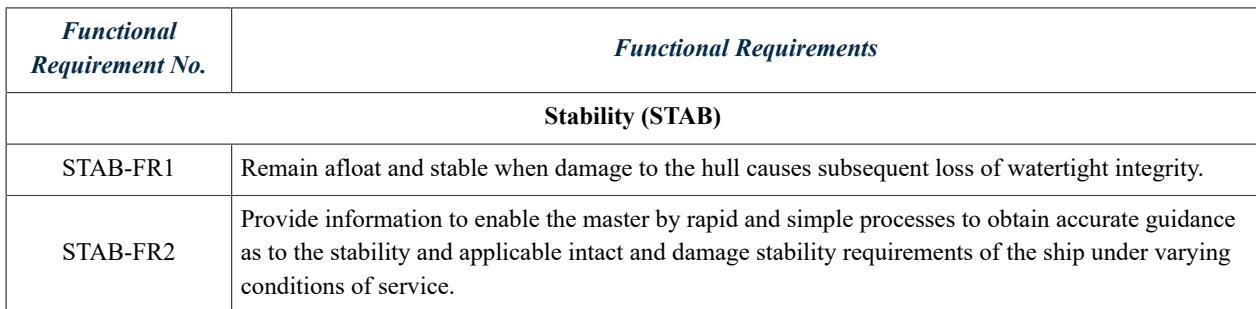 Functional
Requirement No.
Functional Requirements
Stability (STAB)
STAB-FR1
Remain afloat and stable when damage to the hull causes subsequent loss of watertight integrity.
STAB-FR2
Provide information to enable the master by rapid and simple processes to obtain accurate guidance
as to the stability and applicable intact and damage stability requirements of the ship under varying
conditions of service.